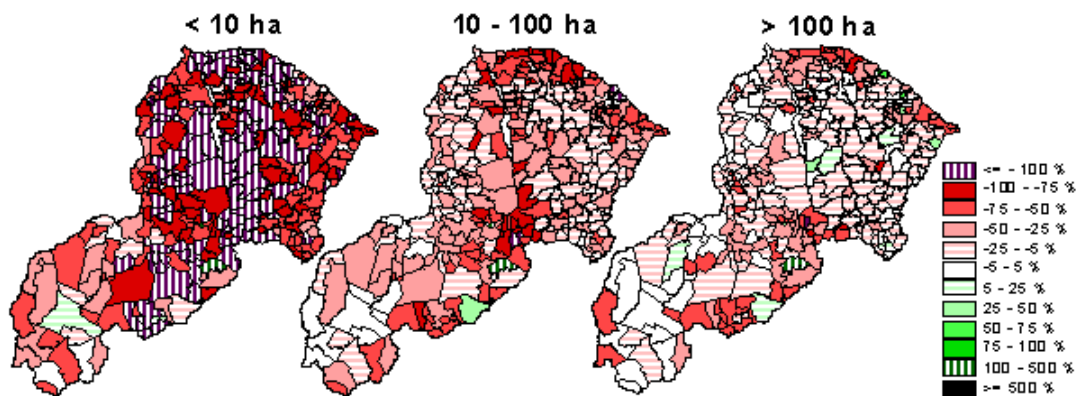 < 10 ha
10 - 100 ha
> 100 ha
<= - 100 %
-100 - -75 %
-75 - -50 %
-50 - -25 %
-25 - -5 %
-5 - 5 %
5 - 25 %
25 - 50 %
50 - 75 %
75 - 100 %
100 - 500 %
>= 500 %